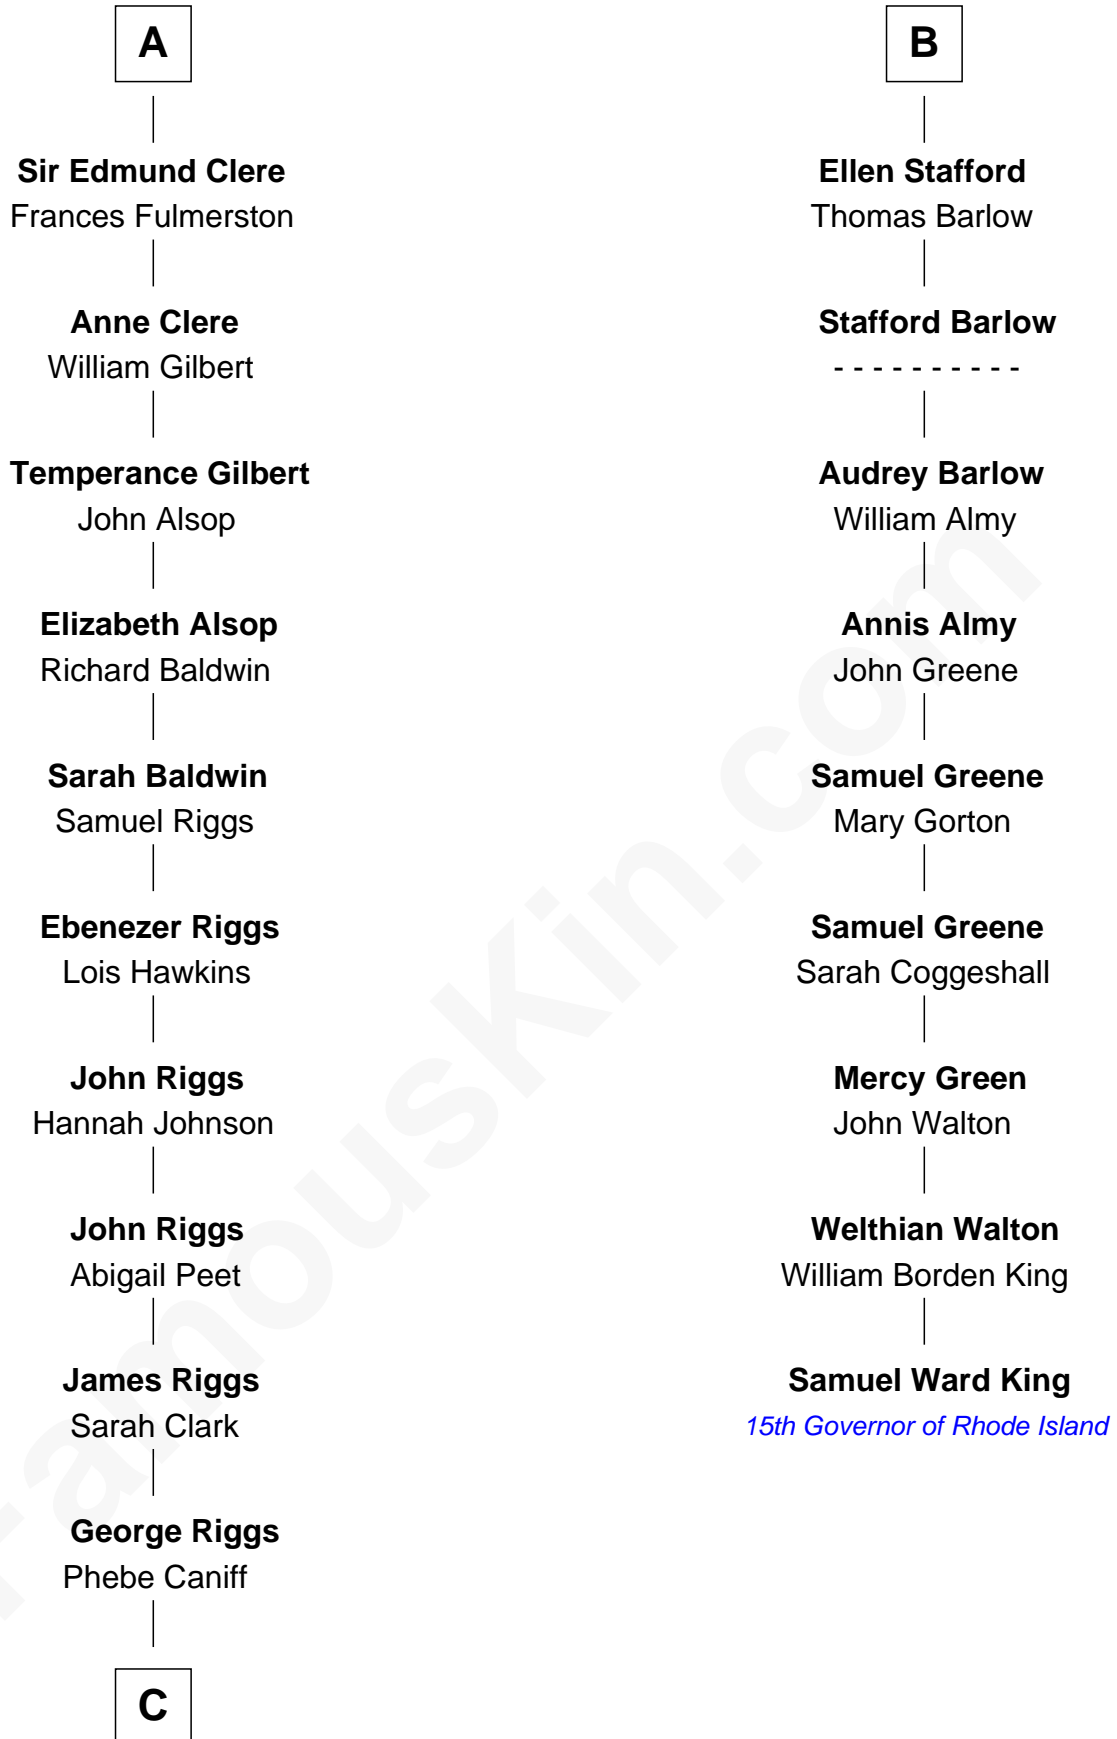 A
Sir Edmund Clere
Frances Fulmerston
Anne Clere
William Gilbert
Temperance Gilbert
John Alsop
Elizabeth Alsop
Richard Baldwin
Sarah Baldwin
Samuel Riggs
Ebenezer Riggs
Lois Hawkins
John Riggs
Hannah Johnson
John Riggs
Abigail Peet
James Riggs
Sarah Clark
George Riggs
Phebe Caniff
C
B
Ellen Stafford
Thomas Barlow
Stafford Barlow
- - - - - - - - - -
Audrey Barlow
William Almy
Annis Almy
John Greene
Samuel Greene
Mary Gorton
Samuel Greene
Sarah Coggeshall
Mercy Green
John Walton
Welthian Walton
William Borden King
Samuel Ward King
15th Governor of Rhode Island
FamousKin.com